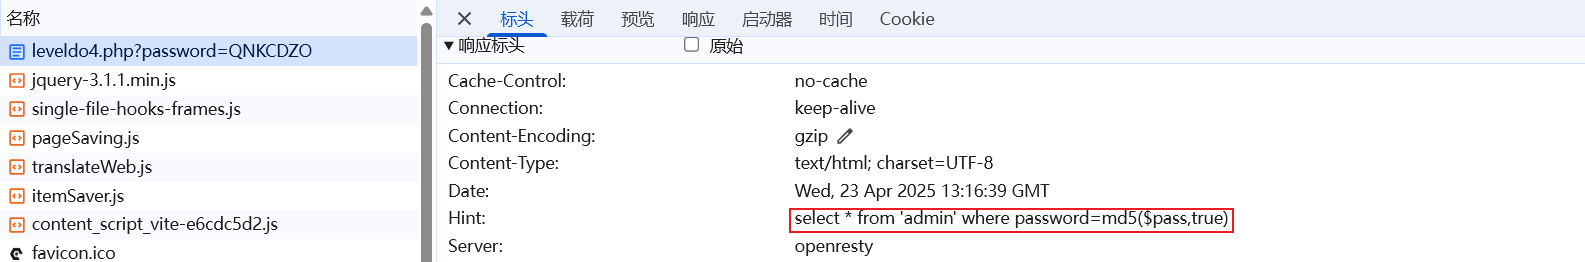 名称
leveldo4.php?password=QNKCDZO
jquery-3.1.1.min.js
single-file-hooks-frames.js
pageSaving.js
translateWeb.js
itemSaver.js
content_script_vite-e6cdc5d2.js
favicon.ico
标头 载荷 预览 响应 启动器 时间 Cookie
响应标头 原始
Cache-Control: no-cache
Connection: keep-alive
Content-Encoding: gzip
Content-Type: text/html; charset=UTF-8
Date: Wed, 23 Apr 2025 13:16:39 GMT
Hint: select * from 'admin' where password=md5($pass,true)
Server: openresty